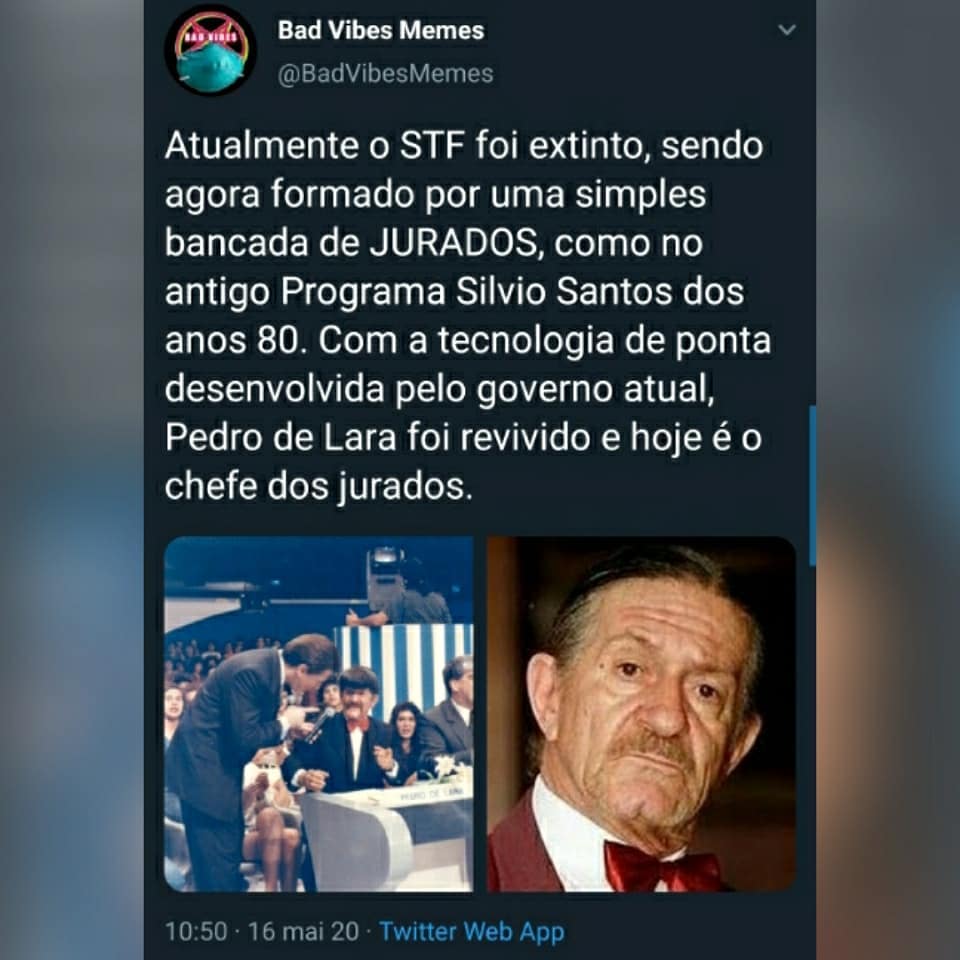 BAD VIBES
Bad Vibes Memes
@BadVibesMemes
Atualmente o STF foi extinto, sendo
agora formado por uma simples
bancada de JURADOS, como no
antigo Programa Silvio Santos dos
anos 80. Com a tecnologia de ponta
desenvolvida pelo governo atual,
Pedro de Lara foi revivido e hoje é o
chefe dos jurados.
PEDRO DE LARA
10:50 · 16 mai 20 · Twitter Web App